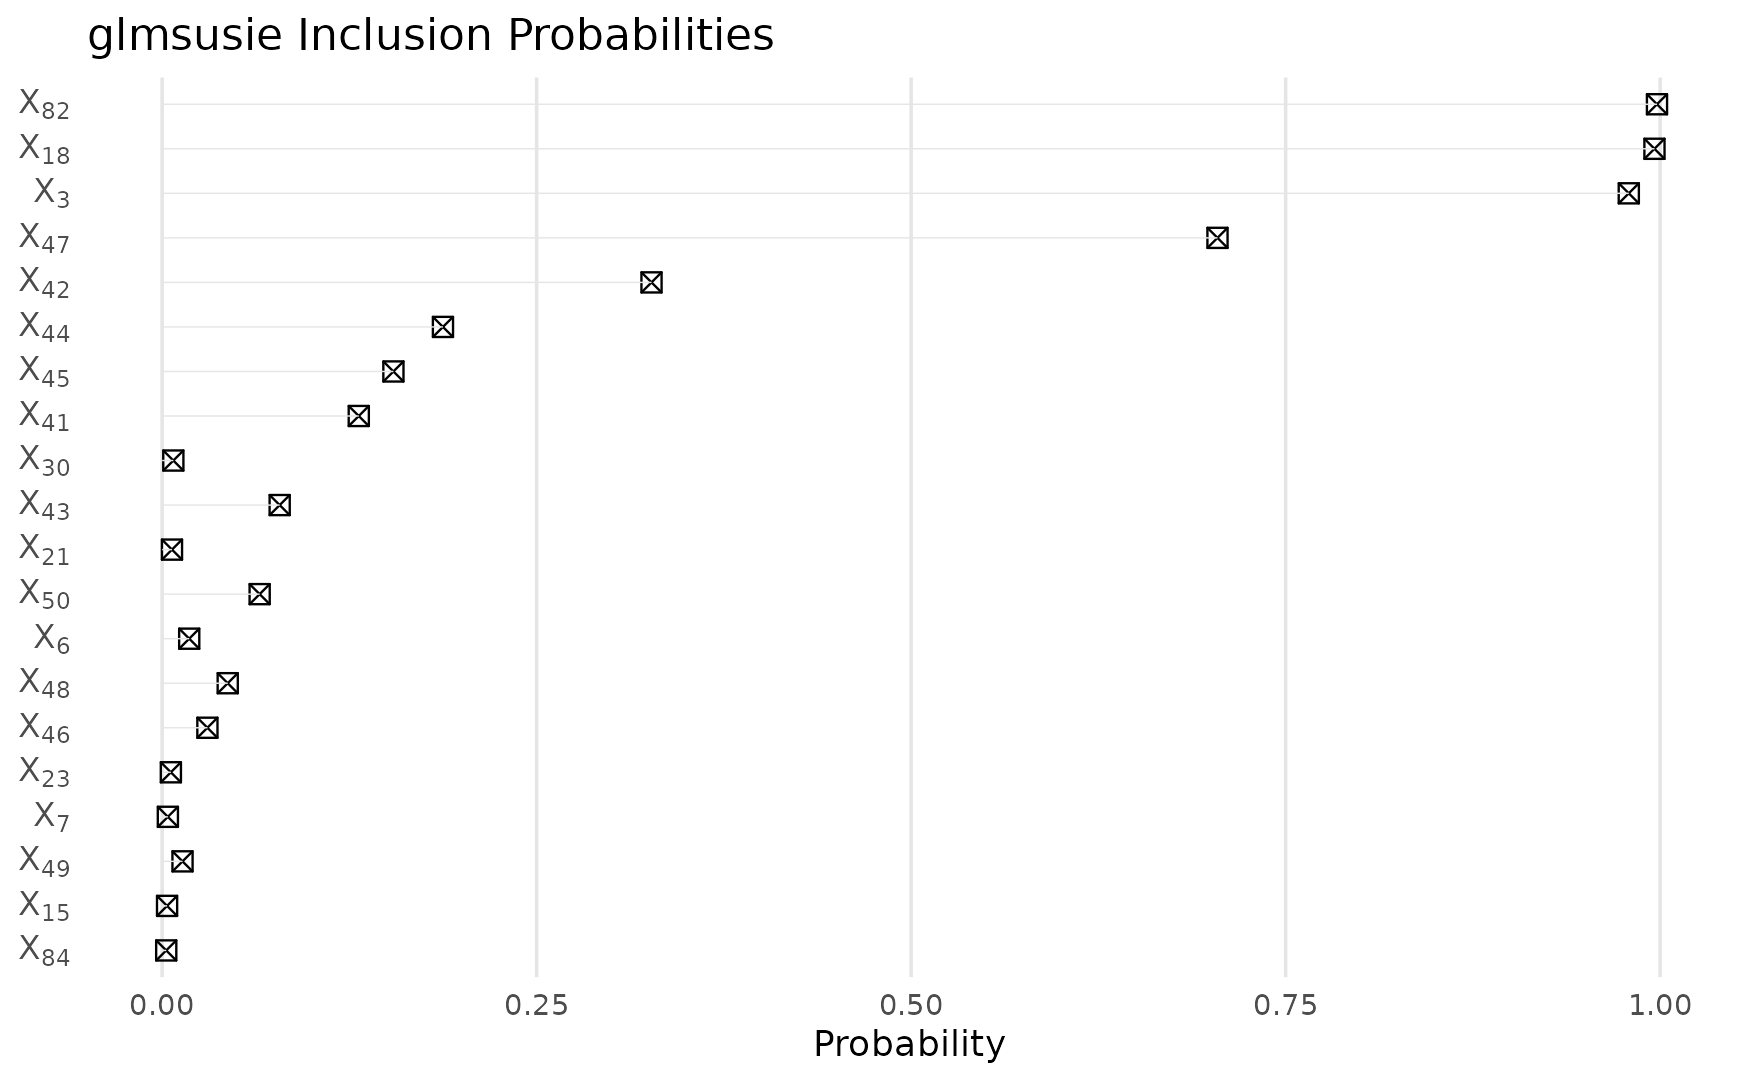 glmsusie Inclusion Probabilities
X₈₂
X₁₈
X₃
X₄₇
X₄₂
X₄₄
X₄₅
X₄₁
X₃₀
X₄₃
X₂₁
X₅₀
X₆
X₄₈
X₄₆
X₂₃
X₇
X₄₉
X₁₅
X₈₄
0.00 0.25 0.50 0.75 1.00
Probability